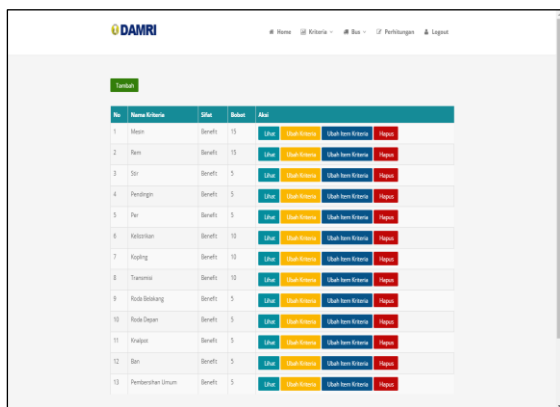 DAMRI
Home Kriteria Bus Perhitungan Logout
Tambah
No Nama Kriteria Sifat Bobot Aksi
1 Mesin Benefit 15 Lihat Ubah Kriteria Ubah Item Kriteria Hapus
2 Rem Benefit 15 Lihat Ubah Kriteria Ubah Item Kriteria Hapus
3 Stir Benefit 5 Lihat Ubah Kriteria Ubah Item Kriteria Hapus
4 Pendingin Benefit 5 Lihat Ubah Kriteria Ubah Item Kriteria Hapus
5 Per Benefit 5 Lihat Ubah Kriteria Ubah Item Kriteria Hapus
6 Kelistrikan Benefit 10 Lihat Ubah Kriteria Ubah Item Kriteria Hapus
7 Kopling Benefit 10 Lihat Ubah Kriteria Ubah Item Kriteria Hapus
8 Transmisi Benefit 10 Lihat Ubah Kriteria Ubah Item Kriteria Hapus
9 Roda Belakang Benefit 5 Lihat Ubah Kriteria Ubah Item Kriteria Hapus
10 Roda Depan Benefit 5 Lihat Ubah Kriteria Ubah Item Kriteria Hapus
11 Knalpot Benefit 5 Lihat Ubah Kriteria Ubah Item Kriteria Hapus
12 Ban Benefit 5 Lihat Ubah Kriteria Ubah Item Kriteria Hapus
13 Pembersihan Umum Benefit 5 Lihat Ubah Kriteria Ubah Item Kriteria Hapus